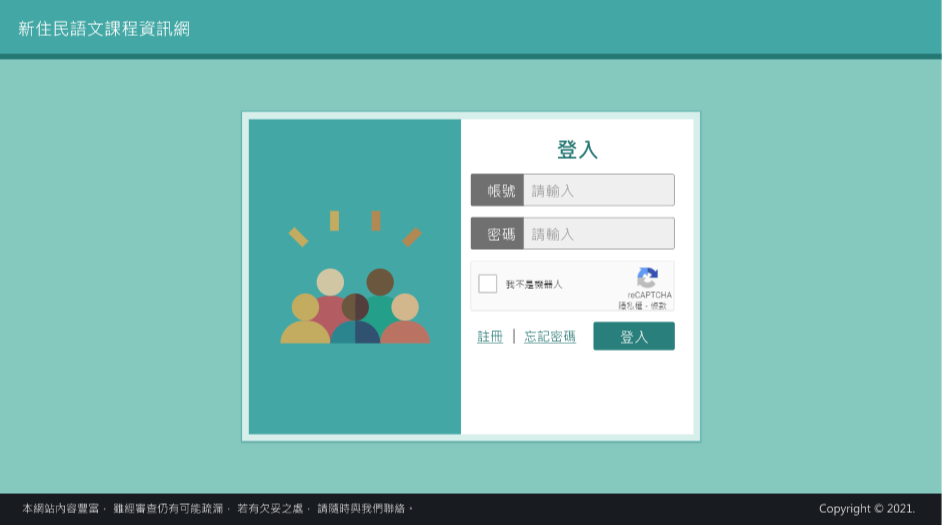 新住民語文課程資訊網
登入
帳號 請輸入
密碼 請輸入
我不是機器人
reCAPTCHA
隱私權 - 條款
註冊 | 忘記密碼 登入
本網站內容豐富， 雖經審查仍有可能疏漏， 若有欠妥之處， 請隨時與我們聯絡。 Copyright © 2021.